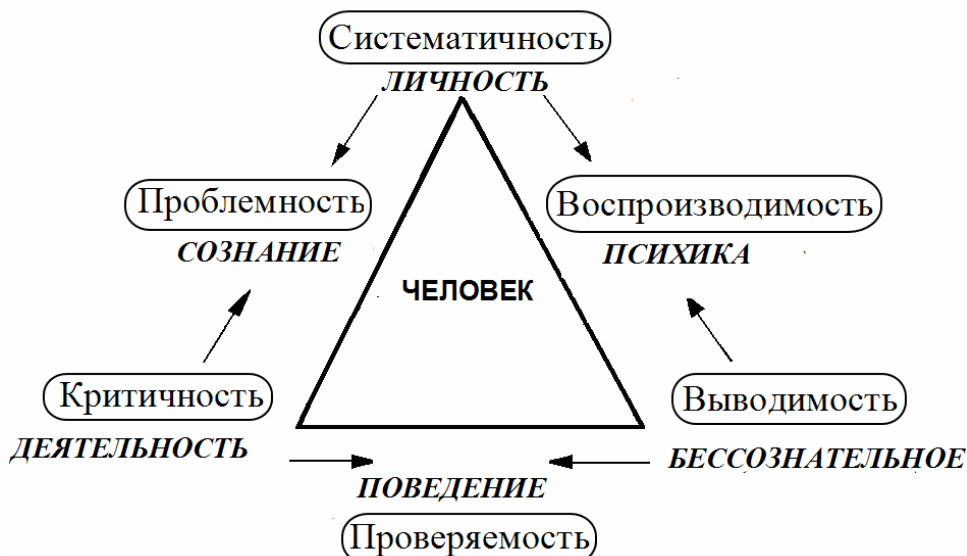 Систематичность
ЛИЧНОСТЬ
Проблемность
СОЗНАНИЕ
Воспроизводимость
ПСИХИКА
ЧЕЛОВЕК
Критичность
ДЕЯТЕЛЬНОСТЬ
Выводимость
БЕССОЗНАТЕЛЬНОЕ
ПОВЕДЕНИЕ
Проверяемость